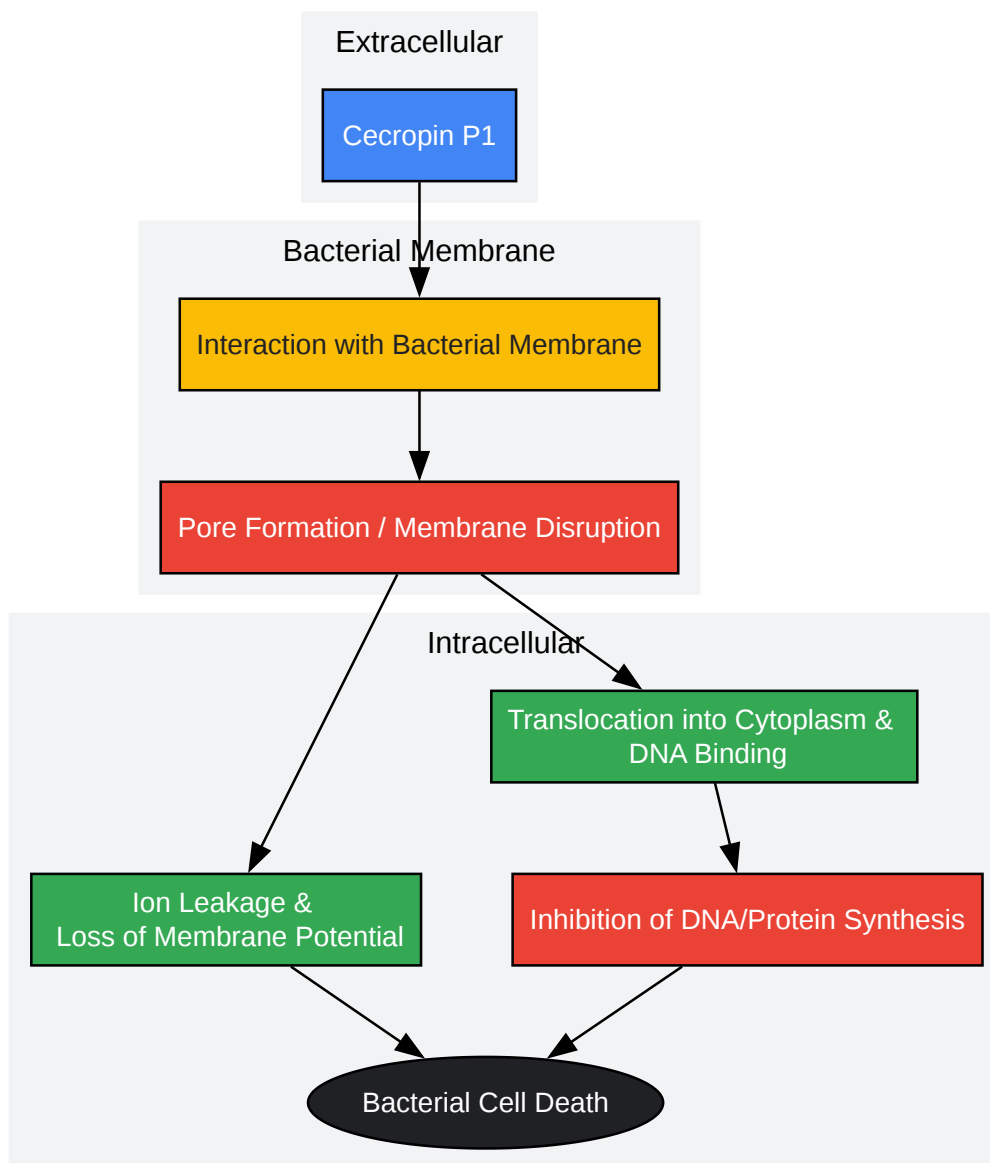 Extracellular
Cecropin P1
Bacterial Membrane
Interaction with Bacterial Membrane
Pore Formation / Membrane Disruption
Intracellular
Translocation into Cytoplasm &
DNA Binding
Ion Leakage &
Loss of Membrane Potential
Inhibition of DNA/Protein Synthesis
Bacterial Cell Death